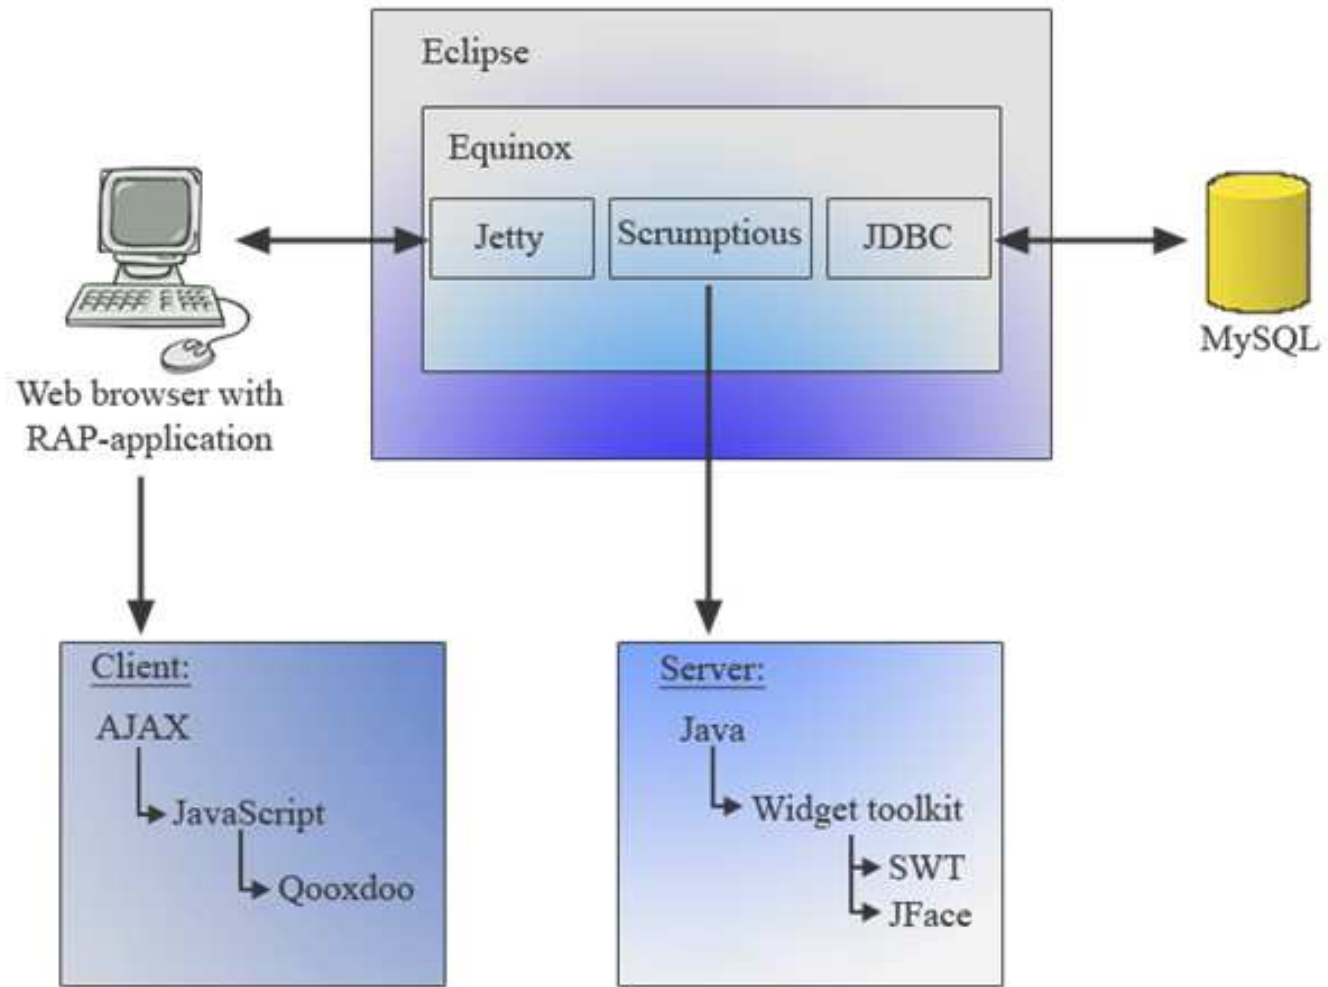 Eclipse
Equinox
Jetty
Scrumptious
JDBC
MySQL
Web browser with
RAP-application
Client:
AJAX
JavaScript
Qooxdoo
Server:
Java
Widget toolkit
SWT
JFace